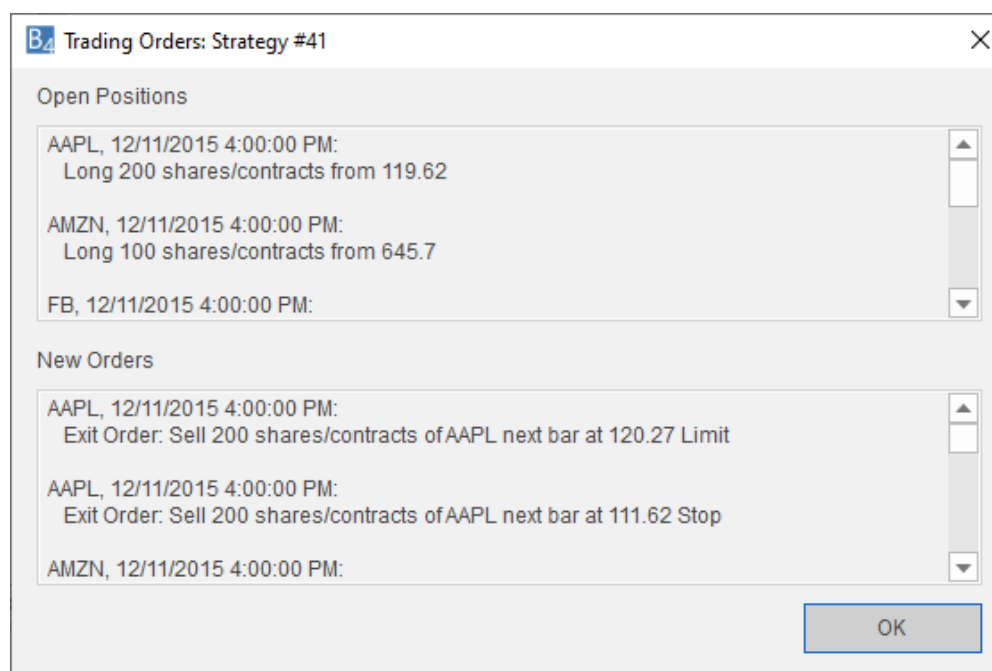 B4 Trading Orders: Strategy #41
Open Positions
AAPL, 12/11/2015 4:00:00 PM:
Long 200 shares/contracts from 119.62
AMZN, 12/11/2015 4:00:00 PM:
Long 100 shares/contracts from 645.7
FB, 12/11/2015 4:00:00 PM:
New Orders
AAPL, 12/11/2015 4:00:00 PM:
Exit Order: Sell 200 shares/contracts of AAPL next bar at 120.27 Limit
AAPL, 12/11/2015 4:00:00 PM:
Exit Order: Sell 200 shares/contracts of AAPL next bar at 111.62 Stop
AMZN, 12/11/2015 4:00:00 PM:
OK